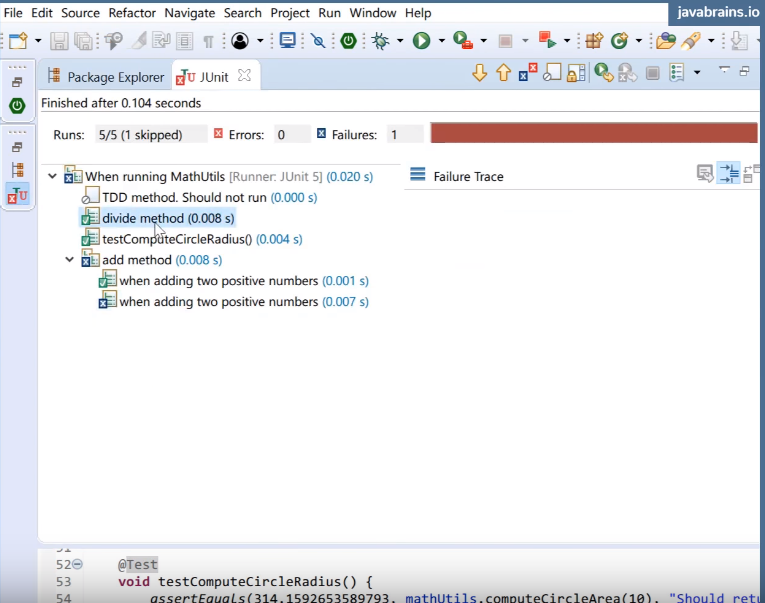 File Edit Source Refactor Navigate Search Project Run Window Help
javabrains.io
Package Explorer JUnit
Finished after 0.104 seconds
Runs: 5/5 (1 skipped) Errors: 0 Failures: 1
When running MathUtils [Runner: JUnit 5] (0.020 s)
Failure Trace
TDD method. Should not run (0.000 s)
divide method (0.008 s)
testComputeCircleRadius() (0.004 s)
add method (0.008 s)
when adding two positive numbers (0.001 s)
when adding two positive numbers (0.007 s)
51
52 @Test
53 void testComputeCircleRadius() {
54 assertEquals(314.1592653589793, mathUtils.computeCircleArea(10), "Should retu